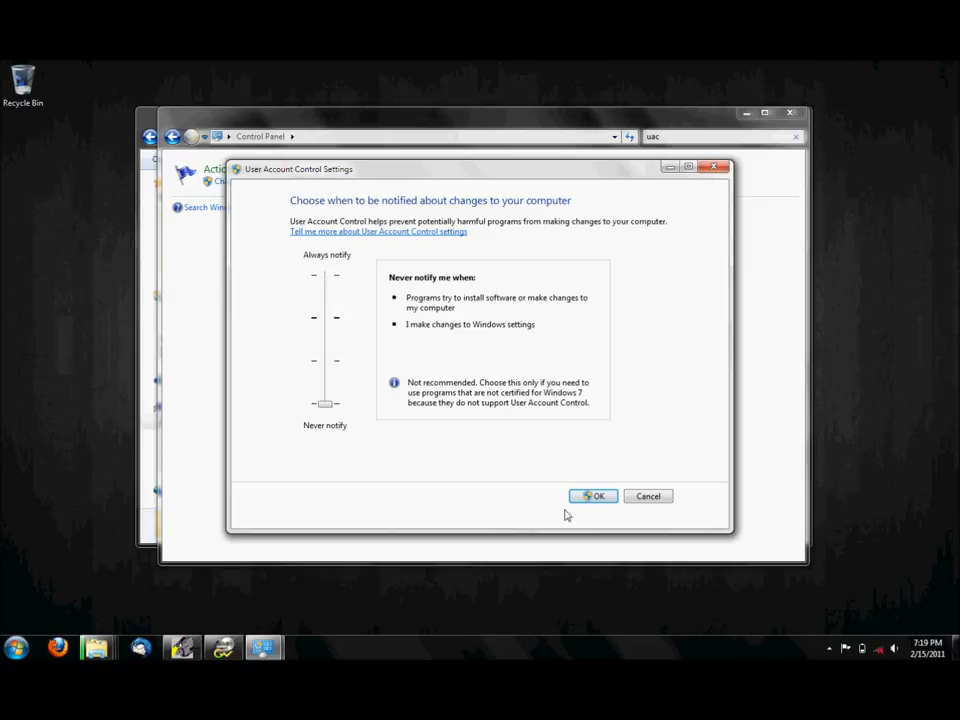 Recycle Bin
Control Panel
uac
Actio
Ch
Search Wind
User Account Control Settings
Choose when to be notified about changes to your computer
User Account Control helps prevent potentially harmful programs from making changes to your computer.
Tell me more about User Account Control settings
Always notify
Never notify me when:
Programs try to install software or make changes to
my computer
I make changes to Windows settings
Not recommended. Choose this only if you need to
use programs that are not certified for Windows 7
because they do not support User Account Control.
Never notify
OK
Cancel
7:19 PM
2/15/2011